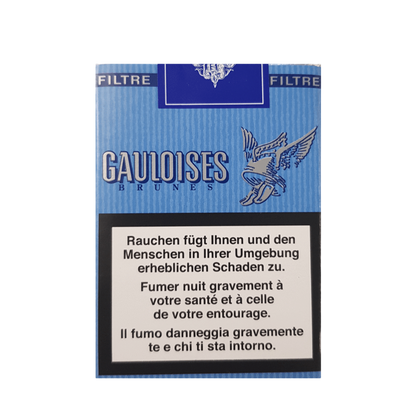 FILTRE FILTRE
GAULOISES
BRUNES
Rauchen fügt Ihnen und den
Menschen in Ihrer Umgebung
erheblichen Schaden zu.
Fumer nuit gravement à
votre santé et à celle
de votre entourage.
Il fumo danneggia gravemente
te e chi ti sta intorno.